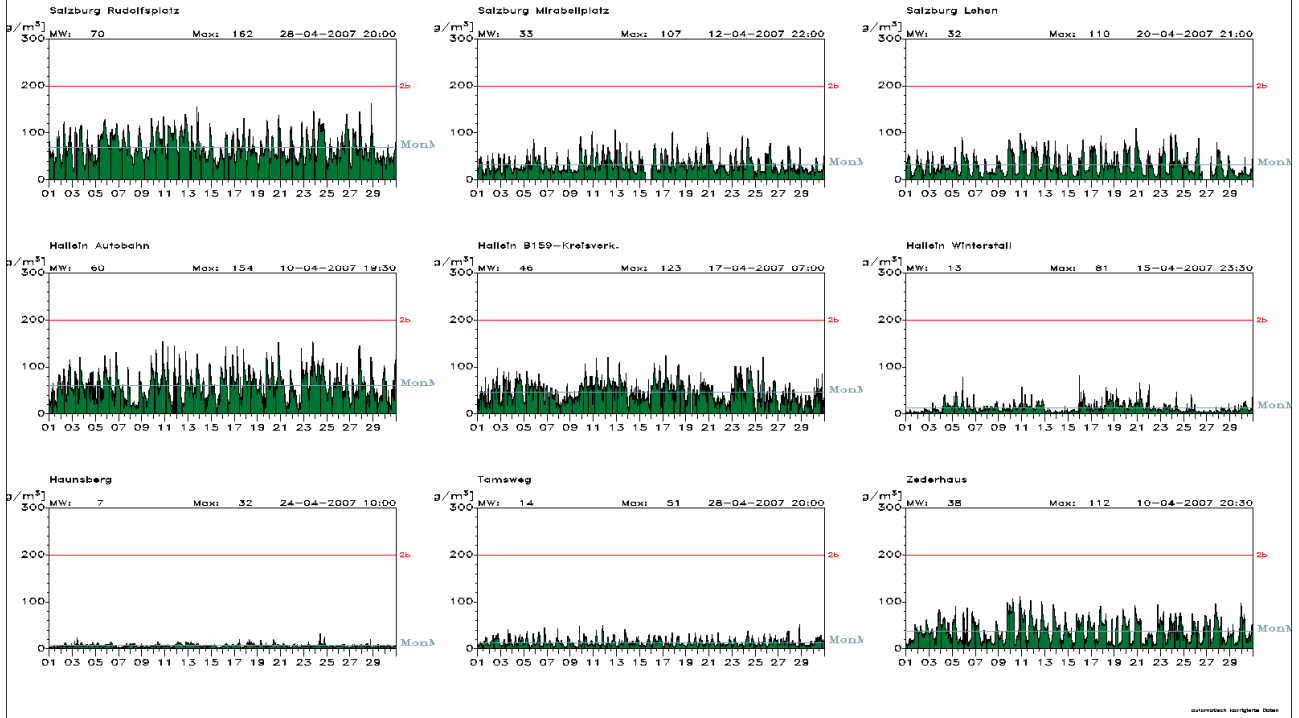 Salzburg Rudolfsplatz Salzburg Mirabellplatz Salzburg Lehen
g/m³] MW: 70 Max: 162 28-04-2007 20:00 g/m³] MW: 33 Max: 107 12-04-2007 22:00 g/m³] MW: 32 Max: 110 20-04-2007 21:00
300 300 300
200 2b 200 2b 200 2b
100 100 100
MonM MonM MonM
0 0 0
01 03 05 07 09 11 13 15 17 19 21 23 25 27 29 01 03 05 07 09 11 13 15 17 19 21 23 25 27 29 01 03 05 07 09 11 13 15 17 19 21 23 25 27 29
Hallein Autobahn Hallein B159-Kreisverk. Hallein Winterstall
g/m³] MW: 60 Max: 154 10-04-2007 18:30 g/m³] MW: 46 Max: 123 17-04-2007 07:00 g/m³] MW: 13 Max: 81 15-04-2007 23:30
300 300 300
200 2b 200 2b 200 2b
100 100 100
MonM MonM MonM
0 0 0
01 03 05 07 09 11 13 15 17 19 21 23 25 27 29 01 03 05 07 09 11 13 15 17 19 21 23 25 27 29 01 03 05 07 09 11 13 15 17 19 21 23 25 27 29
Haunsberg Tamsweg Zederhaus
g/m³] MW: 7 Max: 32 24-04-2007 10:00 g/m³] MW: 14 Max: 51 28-04-2007 20:00 g/m³] MW: 38 Max: 112 10-04-2007 20:30
300 300 300
200 2b 200 2b 200 2b
100 100 100
MonM MonM MonM
0 0 0
01 03 05 07 09 11 13 15 17 19 21 23 25 27 29 01 03 05 07 09 11 13 15 17 19 21 23 25 27 29 01 03 05 07 09 11 13 15 17 19 21 23 25 27 29
automatisch korrigierte Daten